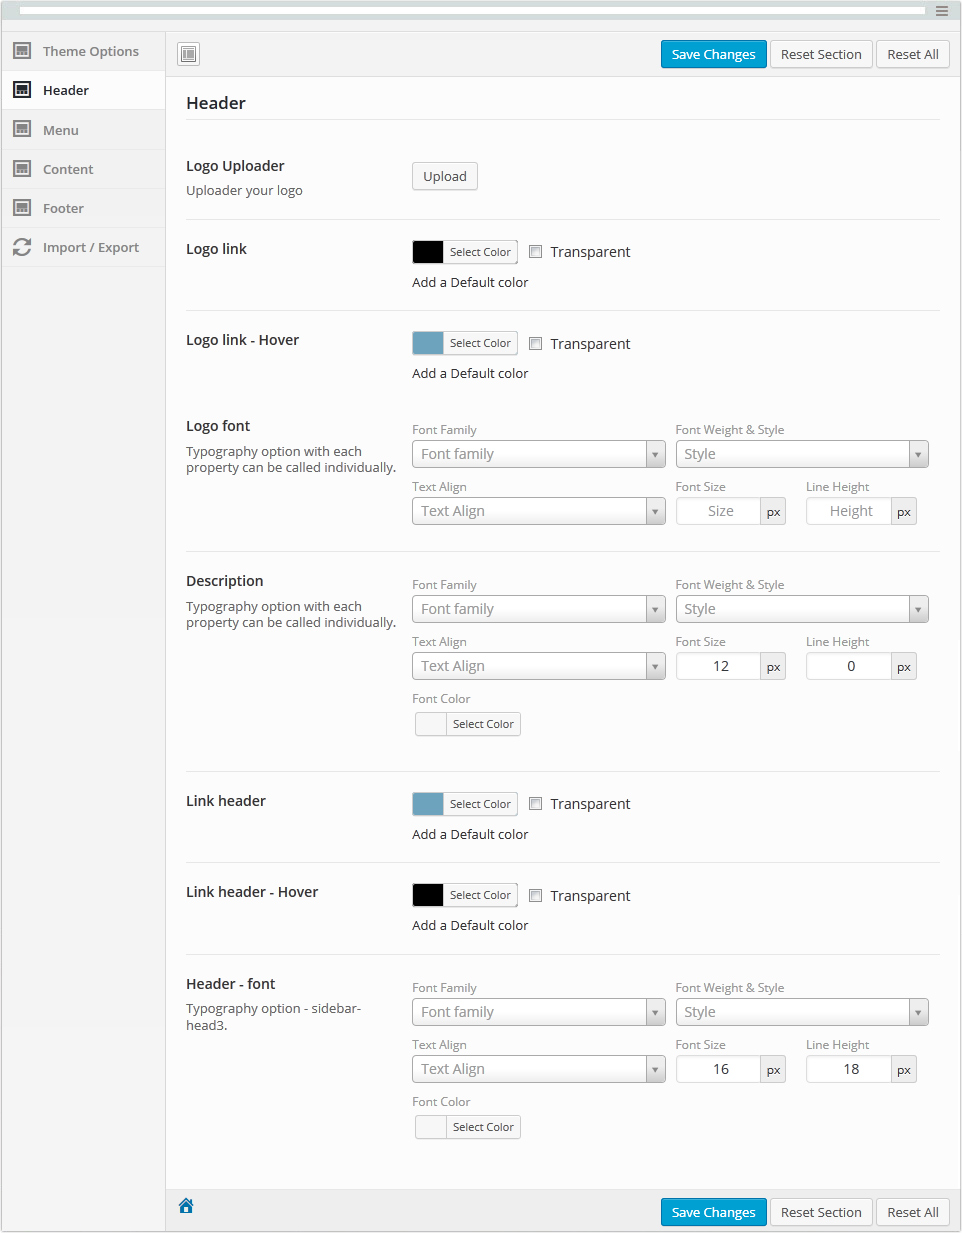 Theme Options
Header
Menu
Content
Footer
Import / Export
Save Changes Reset Section Reset All
Header
Logo Uploader
Uploader your logo
Upload
Logo link
Select Color Transparent
Add a Default color
Logo link - Hover
Select Color Transparent
Add a Default color
Logo font
Typography option with each
property can be called individually.
Font Family Font Weight & Style
Font family Style
Text Align Font Size Line Height
Text Align Size px Height px
Description
Typography option with each
property can be called individually.
Font Family Font Weight & Style
Font family Style
Text Align Font Size Line Height
Text Align 12 px 0 px
Font Color
Select Color
Link header
Select Color Transparent
Add a Default color
Link header - Hover
Select Color Transparent
Add a Default color
Header - font
Typography option - sidebar-
head3.
Font Family Font Weight & Style
Font family Style
Text Align Font Size Line Height
Text Align 16 px 18 px
Font Color
Select Color
Save Changes Reset Section Reset All